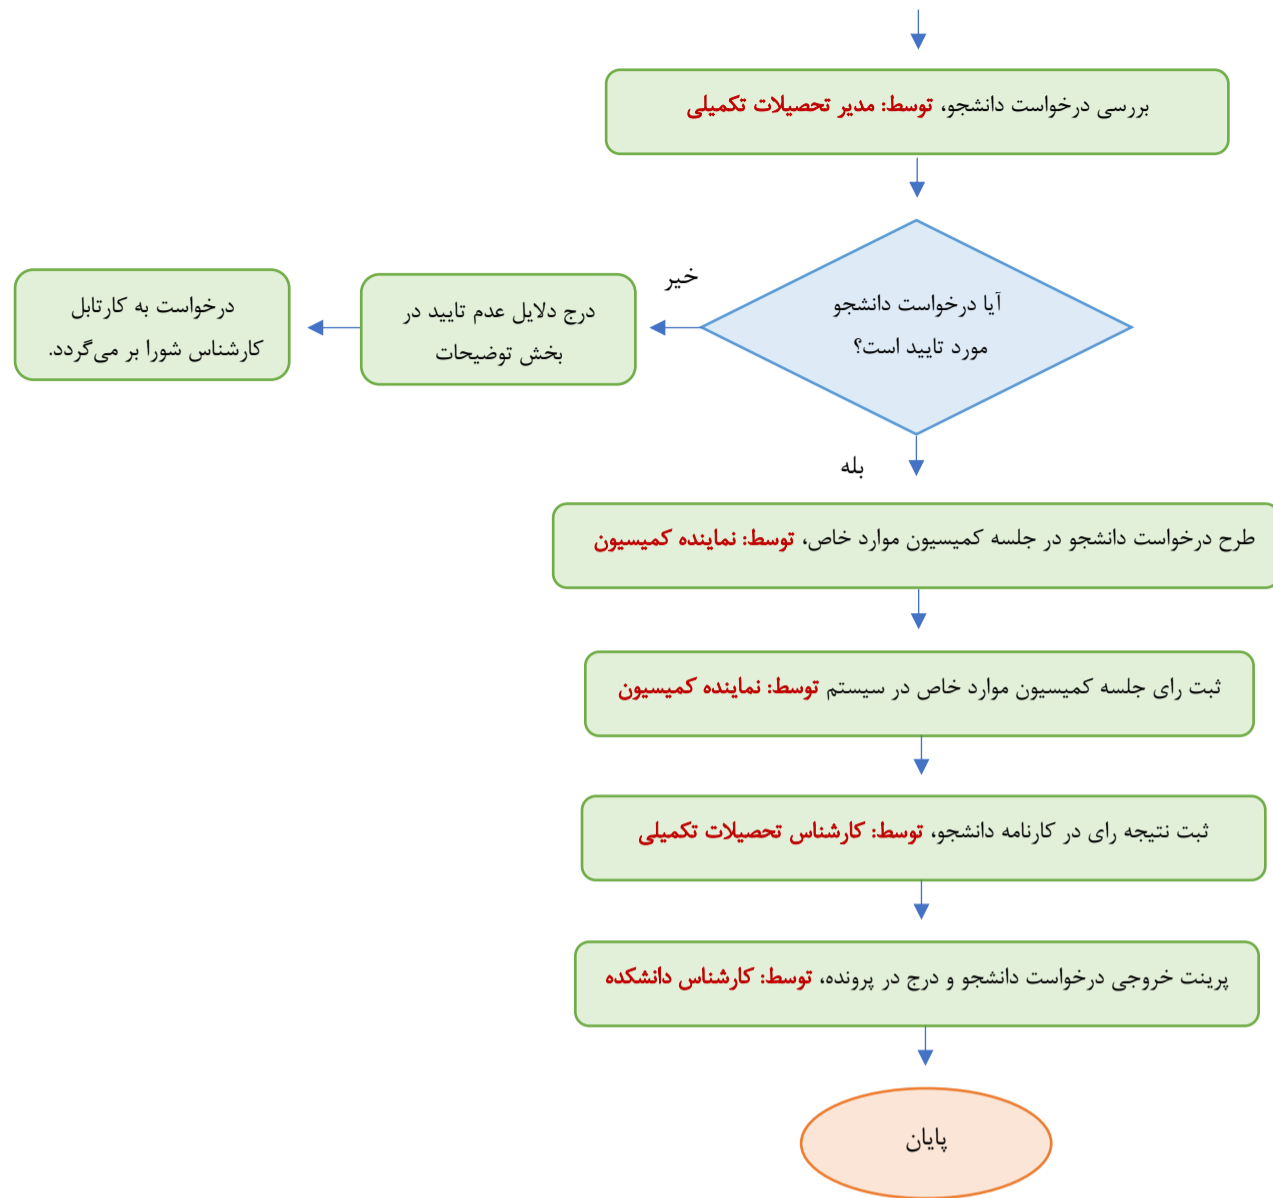 بررسی درخواست دانشجو، توسط: مدیر تحصیلات تکمیلی
آیا درخواست دانشجو
مورد تایید است؟
خیر
درج دلایل عدم تایید در
بخش توضیحات
درخواست به کارتابل
کارشناس شورا بر می‌گردد.
بله
طرح درخواست دانشجو در جلسه کمیسیون موارد خاص، توسط: نماینده کمیسیون
ثبت رای جلسه کمیسیون موارد خاص در سیستم توسط: نماینده کمیسیون
ثبت نتیجه رای در کارنامه دانشجو، توسط: کارشناس تحصیلات تکمیلی
پرینت خروجی درخواست دانشجو و درج در پرونده، توسط: کارشناس دانشکده
پایان